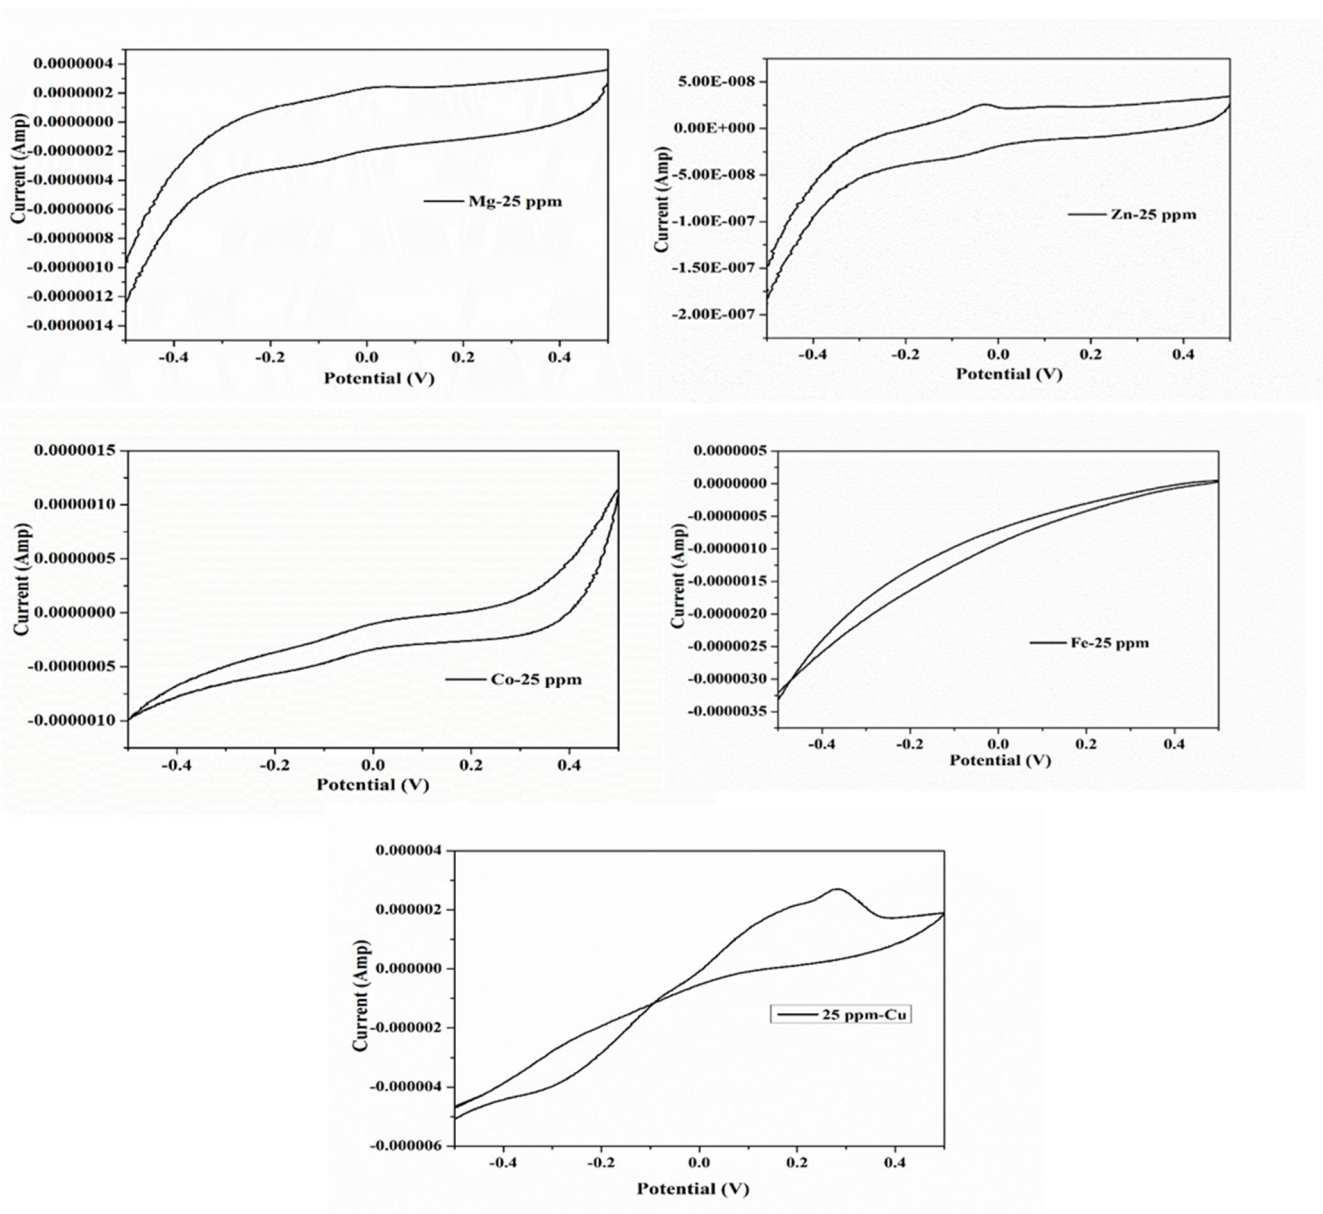 0.0000004
0.0000002
0.0000000
-0.0000002
-0.0000004
-0.0000006
-0.0000008
-0.0000010
-0.0000012
-0.0000014
Current (Amp)
Mg-25 ppm
-0.4 -0.2 0.0 0.2 0.4
Potential (V)
5.00E-008
0.00E+000
-5.00E-008
-1.00E-007
-1.50E-007
-2.00E-007
Current (Amp)
Zn-25 ppm
-0.4 -0.2 0.0 0.2 0.4
Potential (V)
0.0000015
0.0000010
0.0000005
0.0000000
-0.0000005
-0.0000010
Current (Amp)
Co-25 ppm
-0.4 -0.2 0.0 0.2 0.4
Potential (V)
0.0000005
0.0000000
-0.0000005
-0.0000010
-0.0000015
-0.0000020
-0.0000025
-0.0000030
-0.0000035
Current (Amp)
Fe-25 ppm
-0.4 -0.2 0.0 0.2 0.4
Potential (V)
0.000004
0.000002
0.000000
-0.000002
-0.000004
-0.000006
Current (Amp)
25 ppm-Cu
-0.4 -0.2 0.0 0.2 0.4
Potential (V)